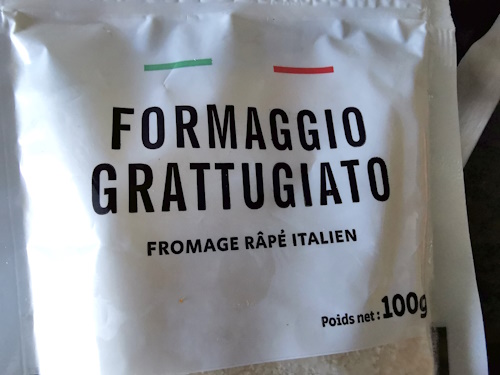 FORMAGGIO
GRATTUGIATO
FROMAGE RÂPÉ ITALIEN
Poids net : 100g